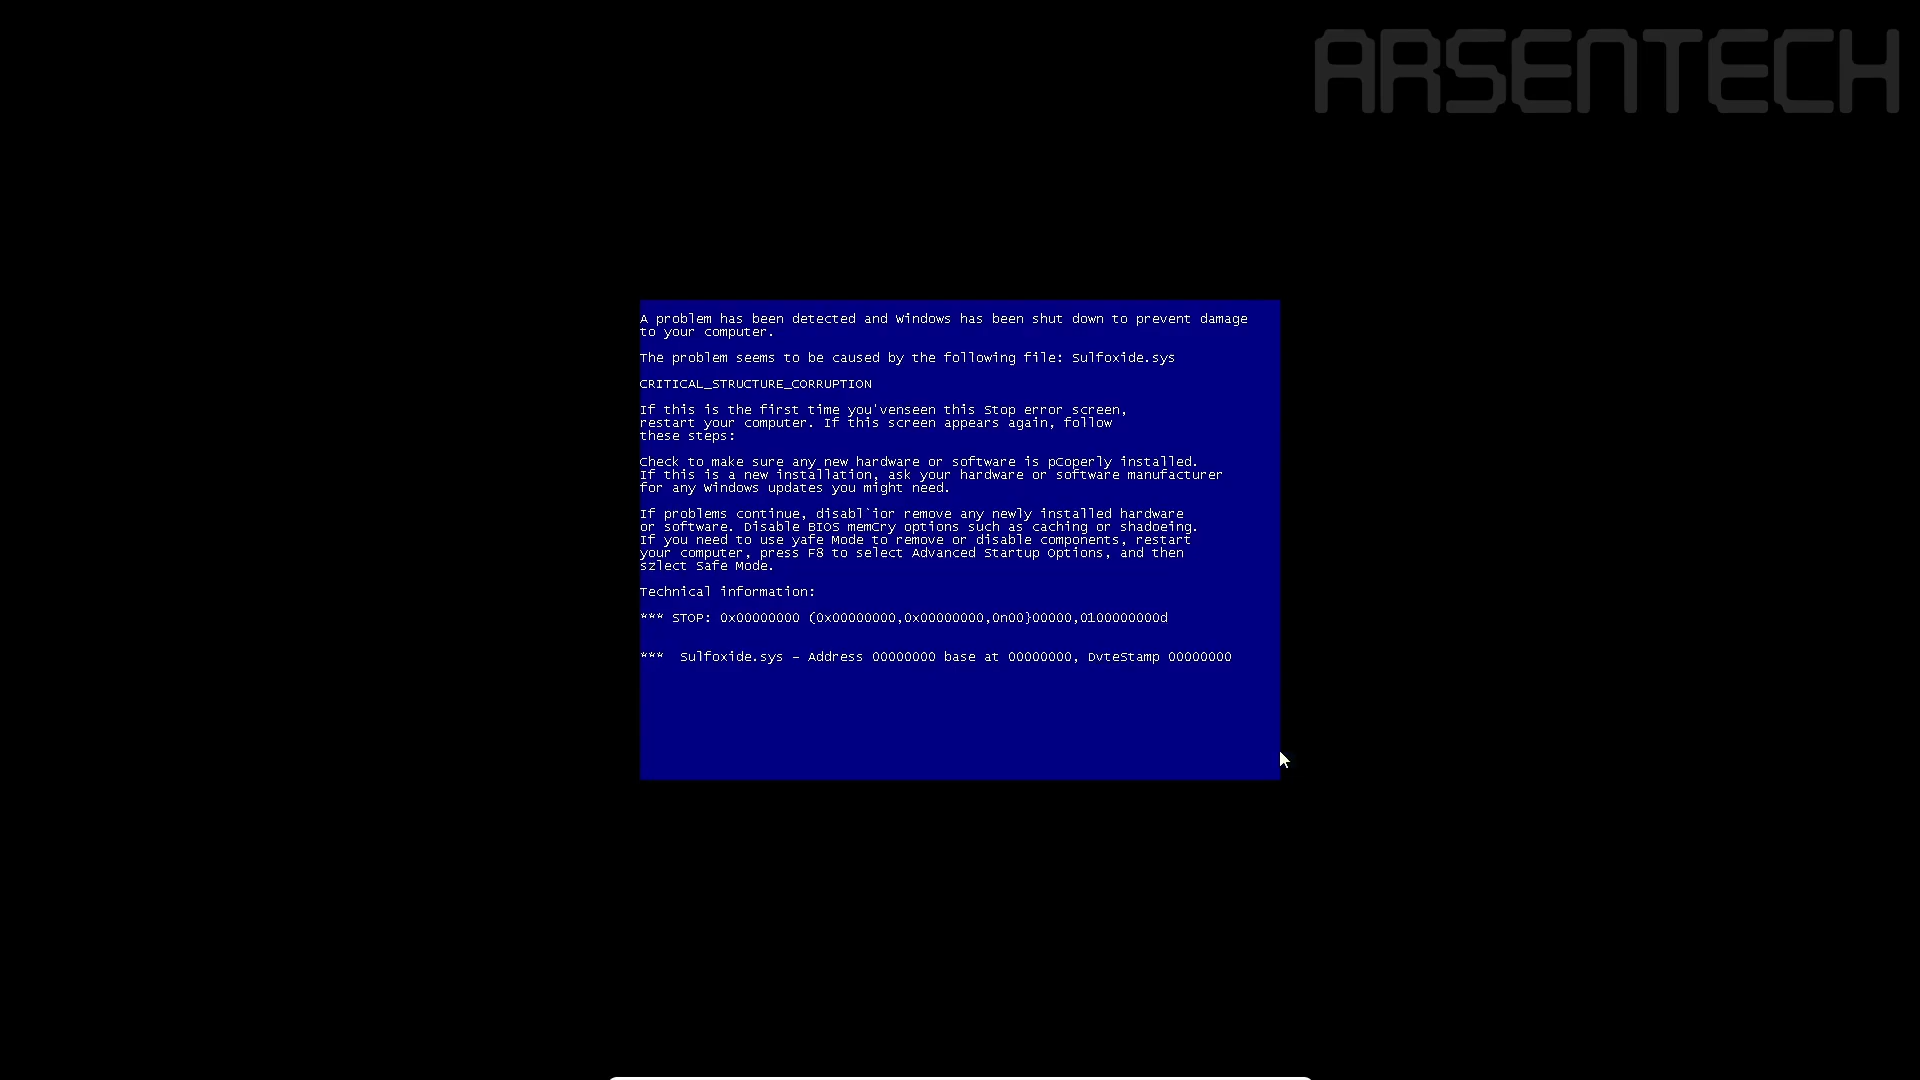 ARSENTECH
A problem has been detected and Windows has been shut down to prevent damage
to your computer.
The problem seems to be caused by the following file: Sulfoxide.sys
CRITICAL_STRUCTURE_CORRUPTION
If this is the first time you'venseen this Stop error screen,
restart your computer. If this screen appears again, follow
these steps:
Check to make sure any new hardware or software is pCoperly installed.
If this is a new installation, ask your hardware or software manufacturer
for any Windows updates you might need.
If problems continue, disabl`ior remove any newly installed hardware
or software. Disable BIOS memCry options such as caching or shadoeing.
If you need to use yafe Mode to remove or disable components, restart
your computer, press F8 to select Advanced Startup Options, and then
szlect Safe Mode.
Technical information:
*** STOP: 0x00000000 (0x00000000,0x00000000,0n00}00000,0100000000d
***  Sulfoxide.sys - Address 00000000 base at 00000000, DvteStamp 00000000